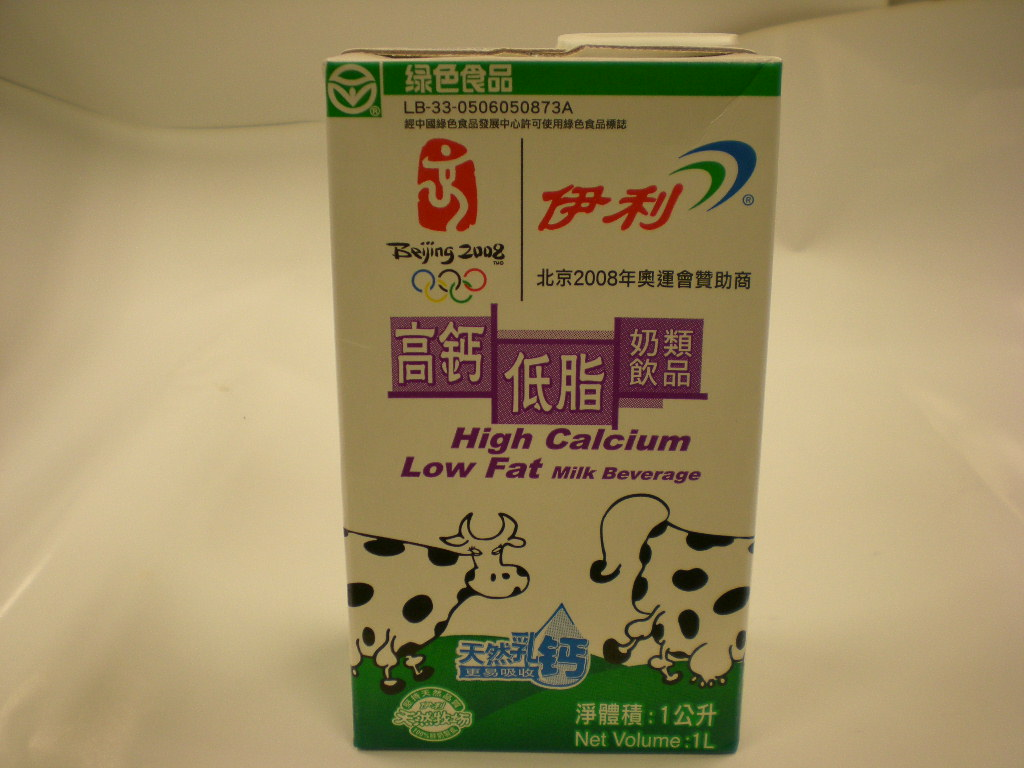 绿色食品
LB-33-0506050873A
經中國綠色食品發展中心許可使用綠色食品標誌
Beijing 2008
伊利
北京2008年奧運會贊助商
高鈣
低脂
奶類
飲品
High Calcium
Low Fat Milk Beverage
天然乳鈣
更易吸收
天然牧场
淨體積:1公升
Net Volume:1L